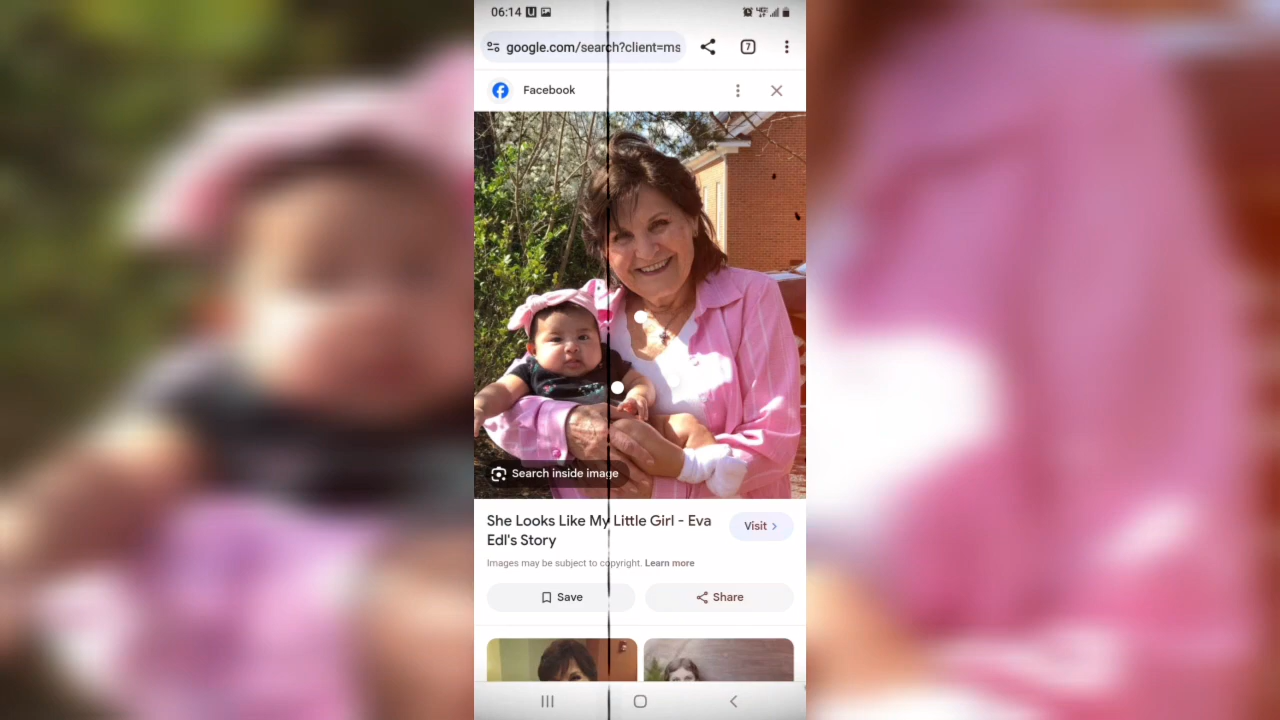 06:14
google.com/search?client=ms
7
Facebook
Search inside image
She Looks Like My Little Girl - Eva
Edl's Story
Visit
Images may be subject to copyright. Learn more
Save
Share